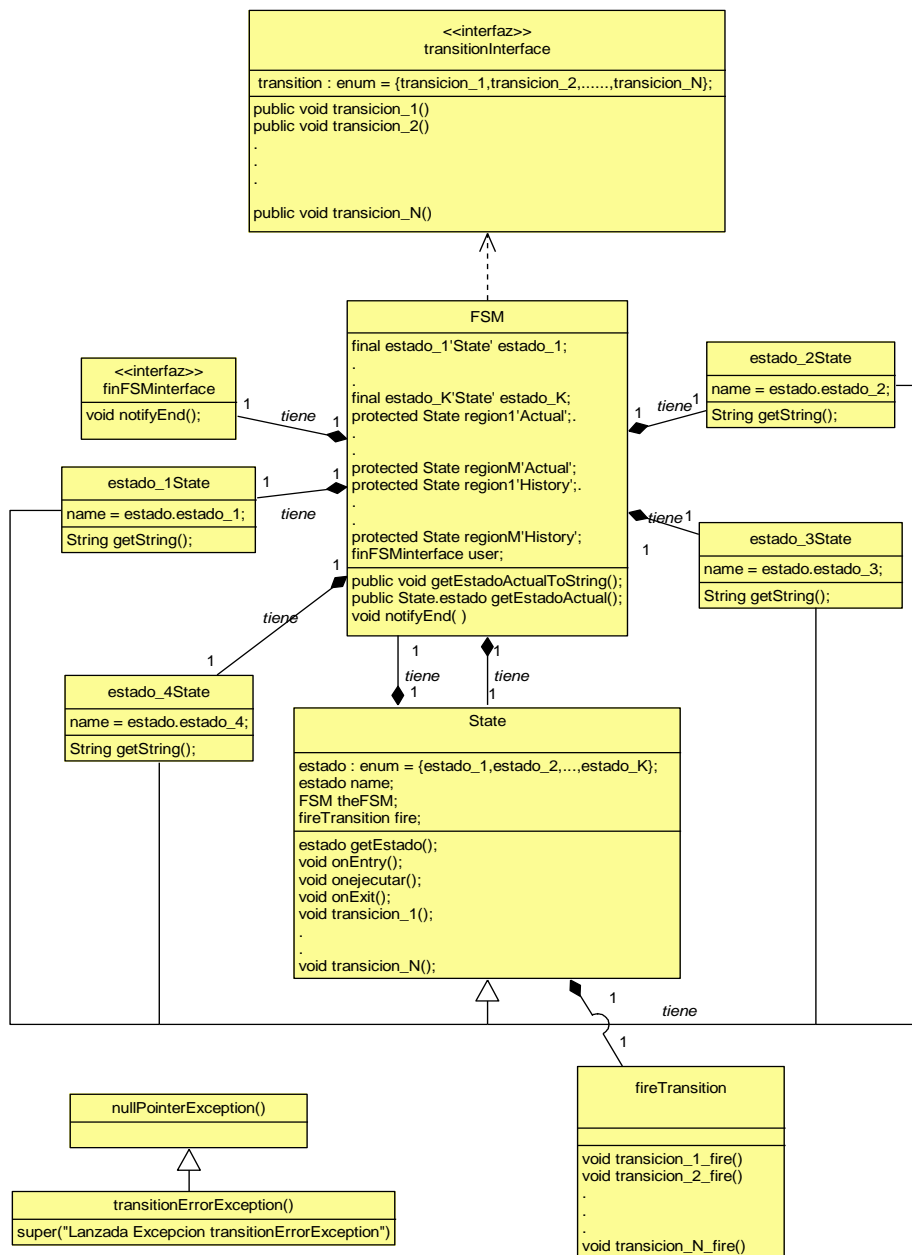 <<interfaz>>
transitionInterface
transition : enum = {transicion_1,transicion_2,......,transicion_N};
public void transicion_1()
public void transicion_2()
.
.
.
public void transicion_N()
FSM
final estado_1'State' estado_1;
.
.
final estado_K'State' estado_K;
protected State region1'Actual';.
.
.
protected State regionM'Actual';
protected State region1'History';.
.
.
protected State regionM'History';
finFSMinterface user;
public void getEstadoActualToString();
public State.estado getEstadoActual();
void notifyEnd( )
<<interfaz>>
finFSMinterface
void notifyEnd();
1
tiene
1
estado_2State
name = estado.estado_2;
String getString();
1
tiene
1
estado_1State
name = estado.estado_1;
String getString();
1
tiene
1
estado_3State
name = estado.estado_3;
String getString();
tiene
1
1
estado_4State
name = estado.estado_4;
String getString();
1
tiene
1
1
tiene
1
1
tiene
1
State
estado : enum = {estado_1,estado_2,...,estado_K};
estado name;
FSM theFSM;
fireTransition fire;
estado getEstado();
void onEntry();
void onejecutar();
void onExit();
void transicion_1();
.
.
void transicion_N();
1
tiene
1
fireTransition
void transicion_1_fire()
void transicion_2_fire()
.
.
void transicion_N_fire()
nullPointerException()
transitionErrorException()
super("Lanzada Excepcion transitionErrorException")